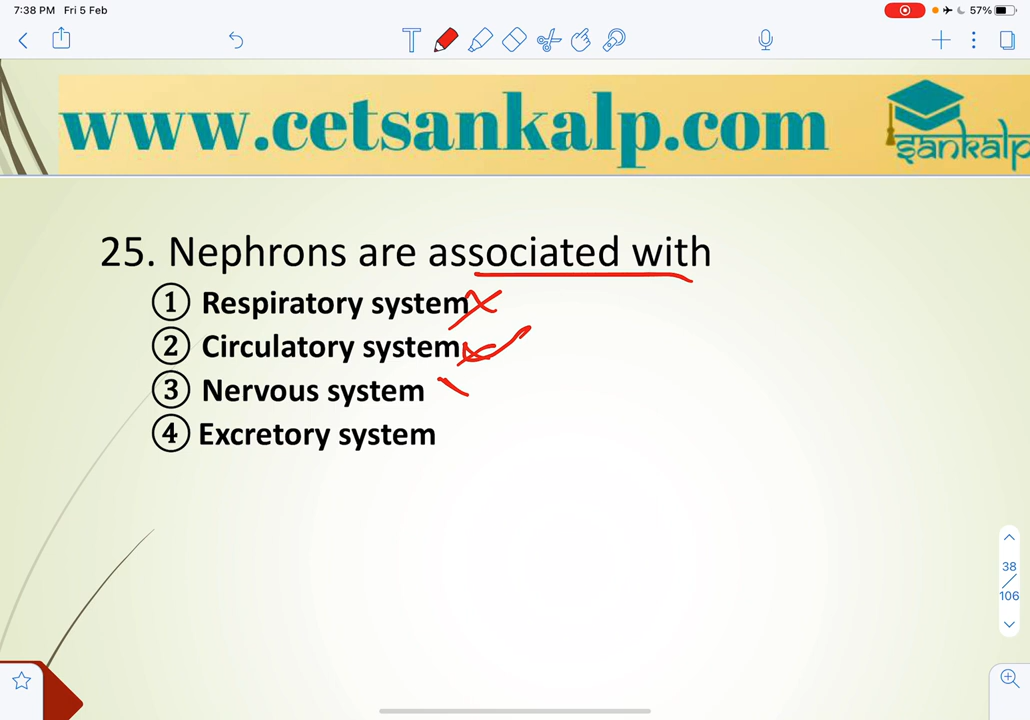 7:38 PM Fri 5 Feb
57%
T
www.cetsankalp.com
sankalp
25. Nephrons are associated with
① Respiratory system
② Circulatory system
③ Nervous system
④ Excretory system
38
106